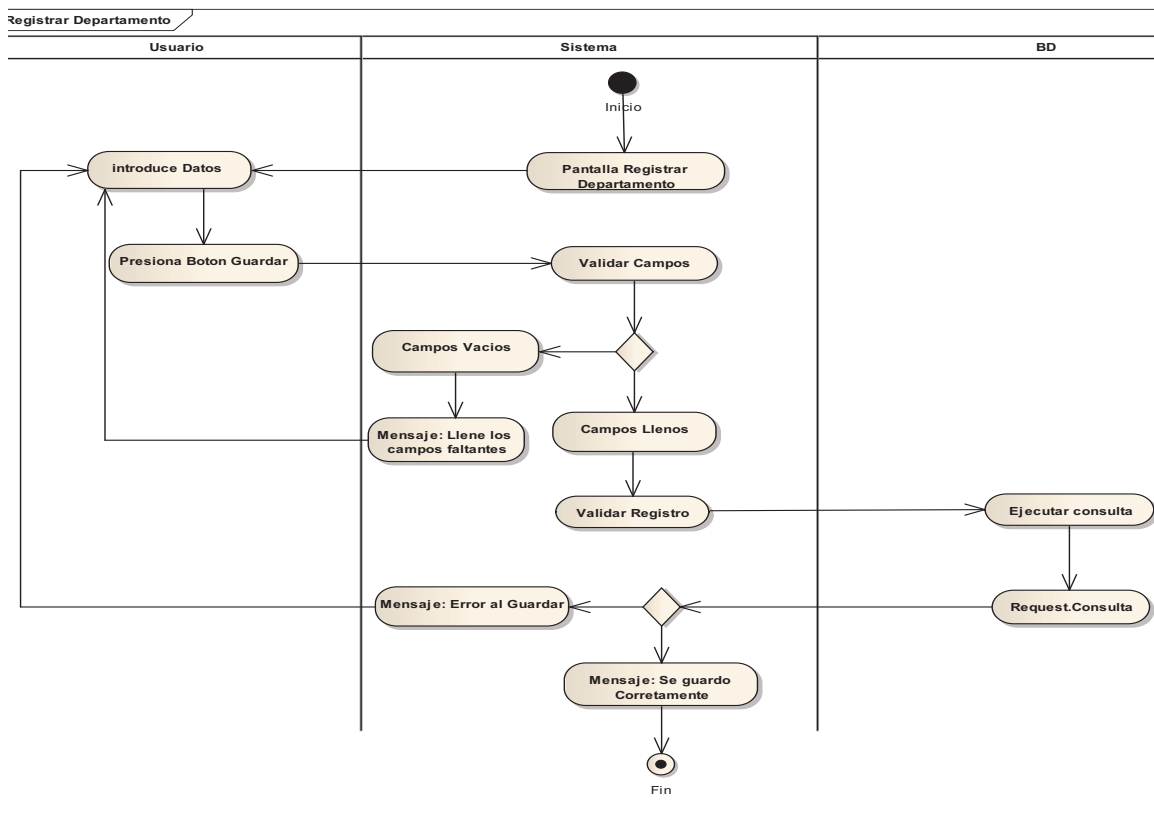 Registrar Departamento
Usuario
Sistema
BD
Inicio
introduce Datos
Pantalla Registrar
Departamento
Presiona Boton Guardar
Validar Campos
Campos Vacios
Mensaje: Llene los
campos faltantes
Campos Llenos
Validar Registro
Ejecutar consulta
Mensaje: Error al Guardar
Request.Consulta
Mensaje: Se guardo
Corretamente
Fin